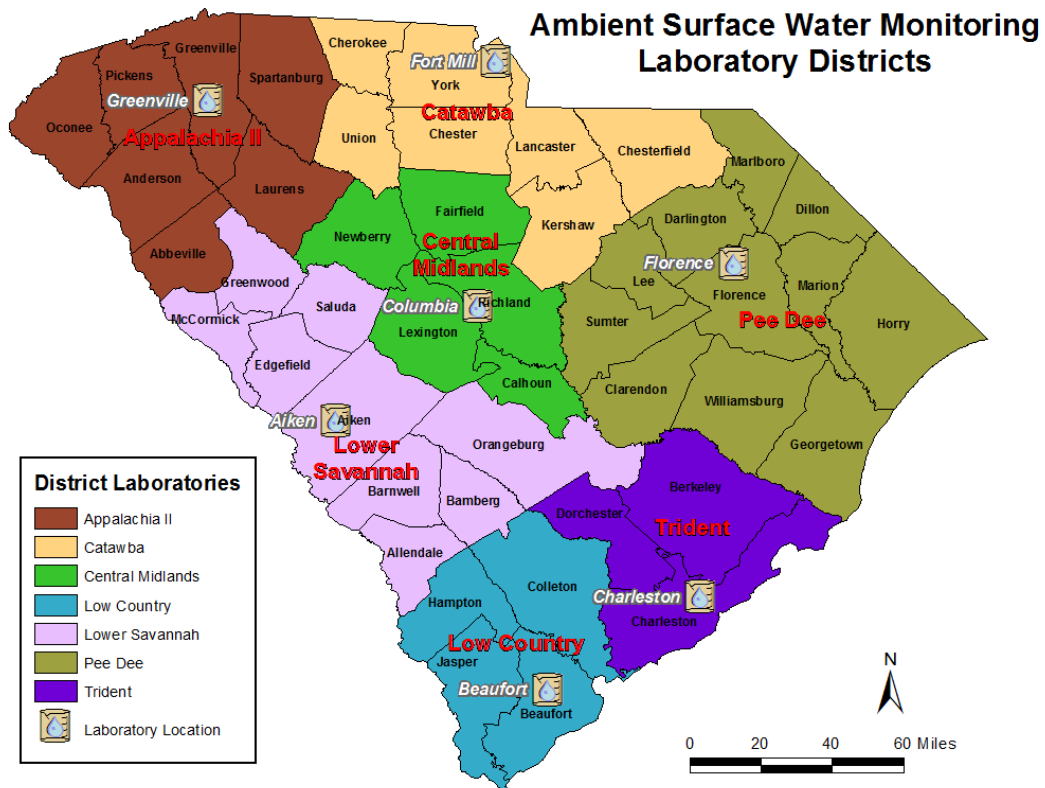 Ambient Surface Water Monitoring
Laboratory Districts
Cherokee
Fort Mill
York
Greenville
Pickens
Spartanburg
Greenville
Oconee
Appalachia II
Catawba
Union
Chester
Lancaster
Chesterfield
Marlboro
Anderson
Laurens
Fairfield
Kershaw
Darlington
Dillon
Newberry
Central
Midlands
Abbeville
Greenwood
Florence
Lee
Florence
Marion
Saluda
Columbia
Richland
McCormick
Lexington
Sumter
Pee Dee
Horry
Edgefield
Calhoun
Clarendon
Williamsburg
Aiken
Aiken
Orangeburg
Georgetown
Lower
Savannah
Barnwell
Bamberg
Berkeley
Dorchester
Trident
Allendale
Colleton
Hampton
Charleston
Charleston
Low Country
Jasper
Beaufort
Beaufort
District Laboratories
Appalachia II
Catawba
Central Midlands
Low Country
Lower Savannah
Pee Dee
Trident
Laboratory Location
N
0 20 40 60 Miles